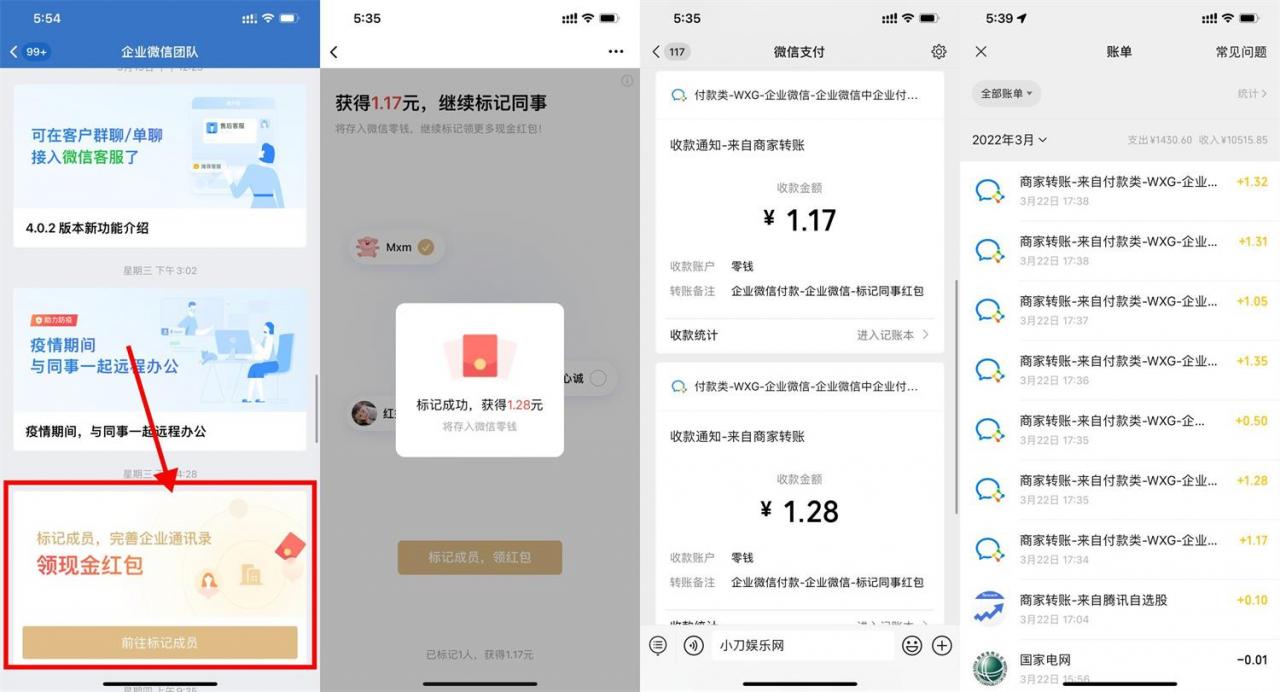 5:54
99+
企业微信团队
可在客户群聊/单聊
接入微信客服了
售后客服
4.0.2 版本新功能介绍
星期三 下午3:02
助力防疫
疫情期间
与同事一起远程办公
疫情期间，与同事一起远程办公
标记成员，完善企业通讯录
领现金红包
前往标记成员
5:35
获得1.17元，继续标记同事
将存入微信零钱，继续标记领更多现金红包！
Mxm
心诚
红
标记成功，获得1.28元
将存入微信零钱
标记成员，领红包
已标记1人，获得1.17元
5:35
117
微信支付
付款类-WXG-企业微信-企业微信中企业付...
收款通知-来自商家转账
收款金额
¥ 1.17
收款账户 零钱
转账备注 企业微信付款-企业微信-标记同事红包
收款统计 进入记账本
付款类-WXG-企业微信-企业微信中企业付...
收款通知-来自商家转账
收款金额
¥ 1.28
收款账户 零钱
转账备注 企业微信付款-企业微信-标记同事红包
收款统计 进入记账本
小刀娱乐网
5:39
账单
常见问题
全部账单
统计
2022年3月
支出¥1430.60 收入¥10515.85
商家转账-来自付款类-WXG-企业... +1.32
3月22日 17:38
商家转账-来自付款类-WXG-企业... +1.31
3月22日 17:38
商家转账-来自付款类-WXG-企业... +1.05
3月22日 17:37
商家转账-来自付款类-WXG-企业... +1.35
3月22日 17:36
商家转账-来自付款类-WXG-企... +0.50
3月22日 17:35
商家转账-来自付款类-WXG-企业... +1.28
3月22日 17:35
商家转账-来自付款类-WXG-企业... +1.17
3月22日 17:34
商家转账-来自腾讯自选股 +0.10
3月22日 17:04
国家电网 -0.01
3月22日 15:56